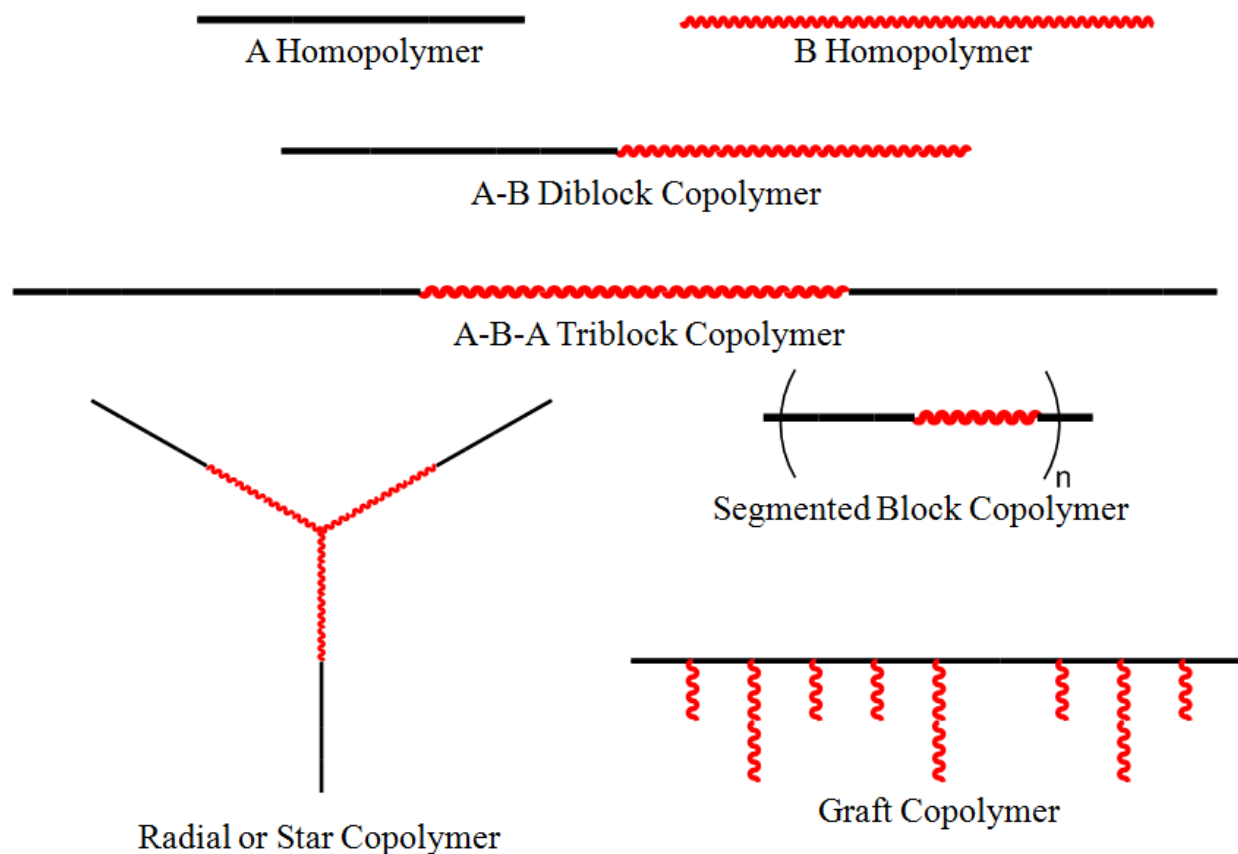 A Homopolymer
B Homopolymer
A-B Diblock Copolymer
A-B-A Triblock Copolymer
n
Segmented Block Copolymer
Graft Copolymer
Radial or Star Copolymer